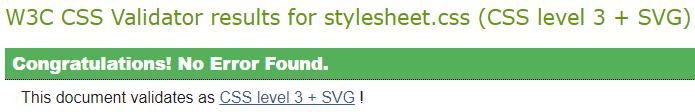 W3C CSS Validator results for stylesheet.css (CSS level 3 + SVG)
Congratulations! No Error Found.
This document validates as CSS level 3 + SVG !